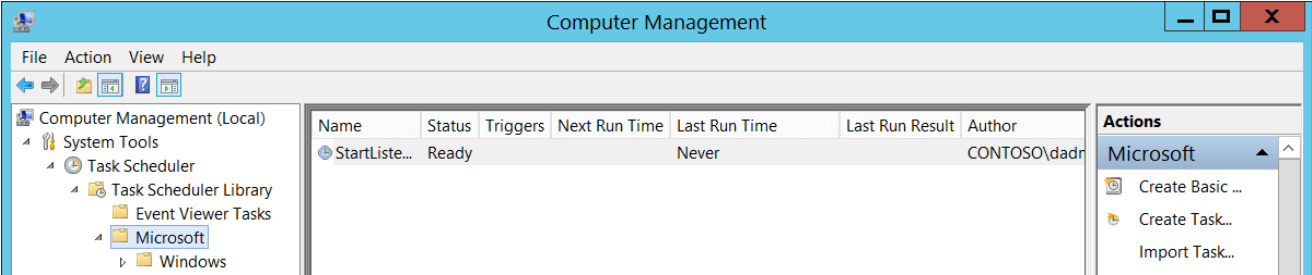 Computer Management
File Action View Help
Computer Management (Local)
System Tools
Task Scheduler
Task Scheduler Library
Event Viewer Tasks
Microsoft
Windows
Name Status Triggers Next Run Time Last Run Time Last Run Result Author
StartListe... Ready Never CONTOSO\dadn
Actions
Microsoft
Create Basic ...
Create Task...
Import Task...